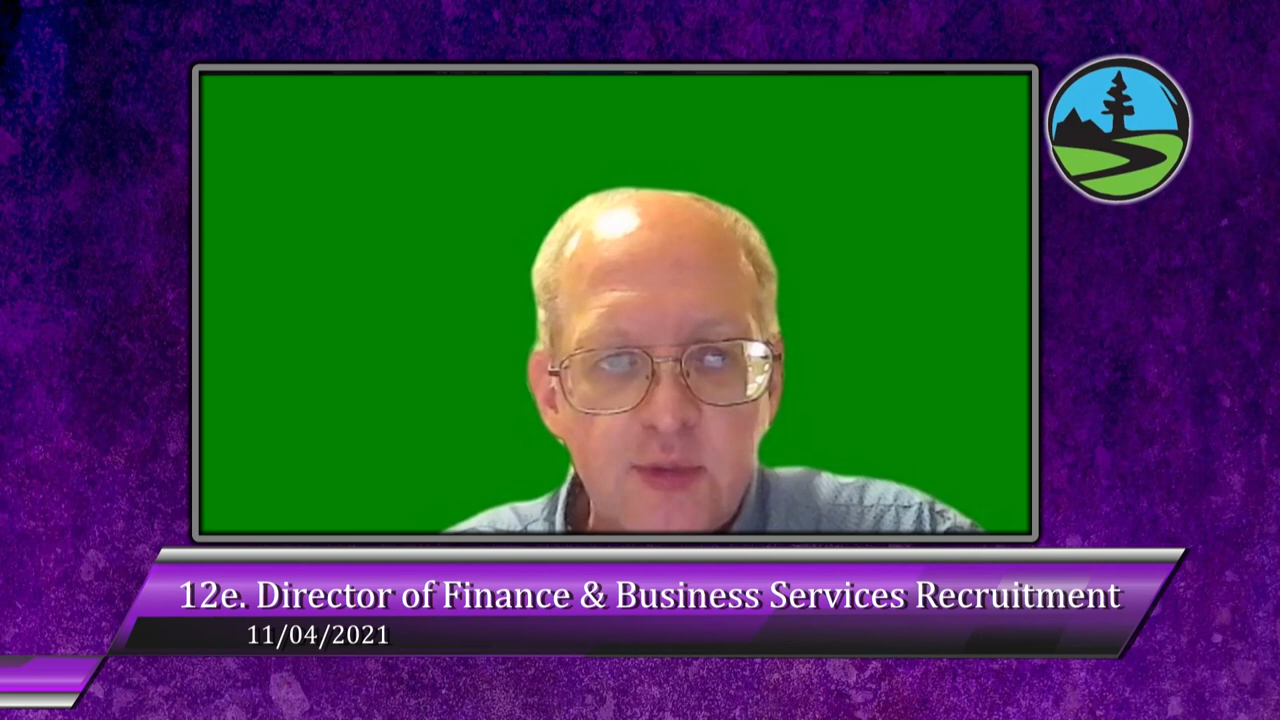 12e. Director of Finance & Business Services Recruitment
11/04/2021